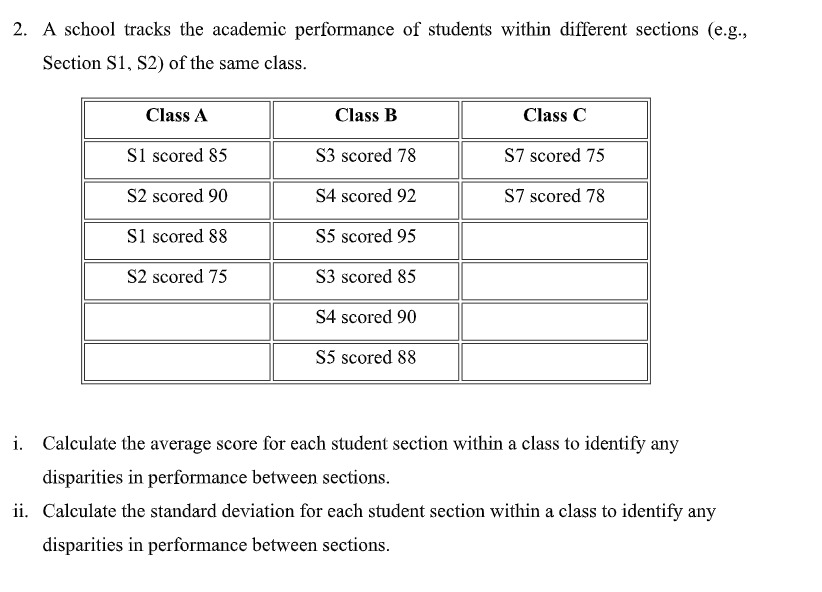 2. A school tracks the academic performance of students within different sections (e.g.,
Section S1, S2) of the same class.
Class A Class B Class C
S1 scored 85 S3 scored 78 S7 scored 75
S2 scored 90 S4 scored 92 S7 scored 78
S1 scored 88 S5 scored 95
S2 scored 75 S3 scored 85
S4 scored 90
S5 scored 88
i. Calculate the average score for each student section within a class to identify any
disparities in performance between sections.
ii. Calculate the standard deviation for each student section within a class to identify any
disparities in performance between sections.